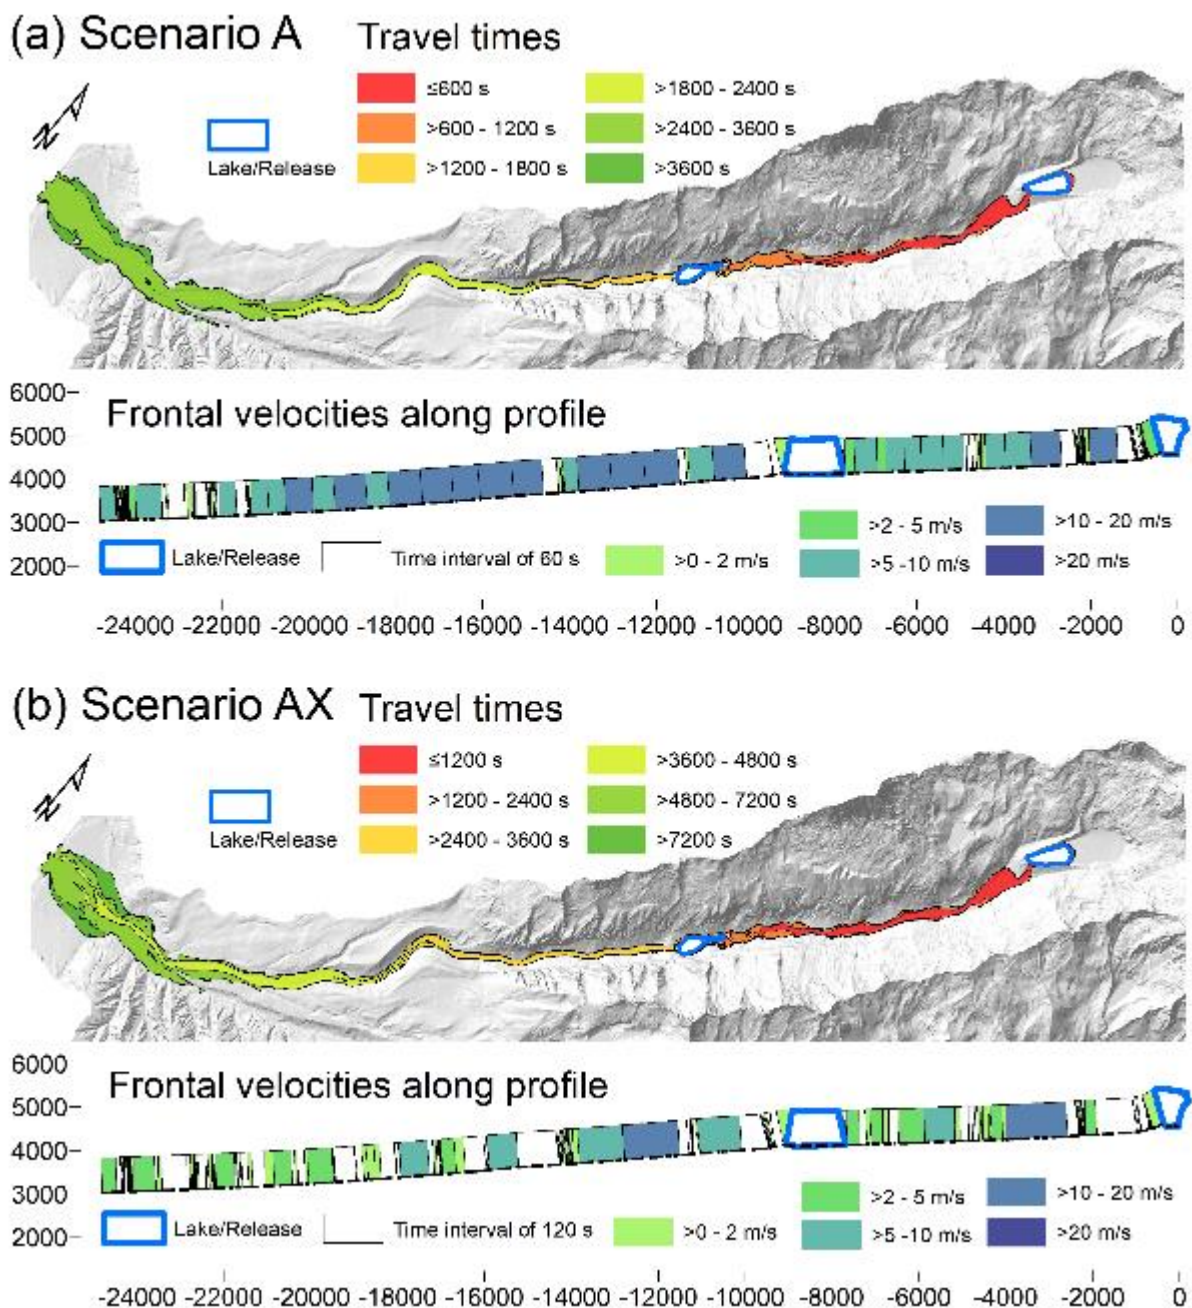 (a) Scenario A Travel times
≤600 s >1800 - 2400 s
>600 - 1200 s >2400 - 3600 s
Lake/Release >1200 - 1800 s >3600 s
N
6000
Frontal velocities along profile
5000
4000
3000
>2 - 5 m/s >10 - 20 m/s
2000
Lake/Release Time interval of 60 s >0 - 2 m/s >5 -10 m/s >20 m/s
-24000 -22000 -20000 -18000 -16000 -14000 -12000 -10000 -8000 -6000 -4000 -2000 0
(b) Scenario AX Travel times
≤1200 s >3600 - 4800 s
>1200 - 2400 s >4800 - 7200 s
Lake/Release >2400 - 3600 s >7200 s
N
6000
Frontal velocities along profile
5000
4000
3000
>2 - 5 m/s >10 - 20 m/s
2000
Lake/Release Time interval of 120 s >0 - 2 m/s >5 -10 m/s >20 m/s
-24000 -22000 -20000 -18000 -16000 -14000 -12000 -10000 -8000 -6000 -4000 -2000 0